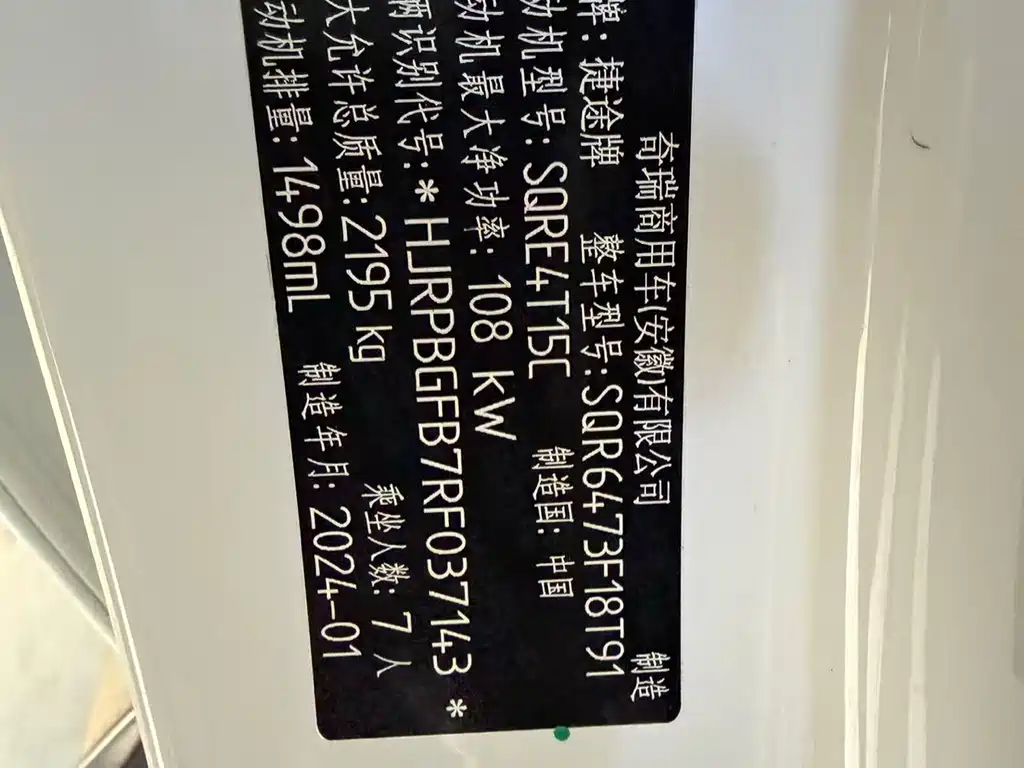 奇瑞商用车(安徽)有限公司 制造
牌: 捷途牌 整车型号: SQR6473F18T91
动机型号: SQRE4T15C 制造国: 中国
动机最大净功率: 108 kW
辆识别代号: *HJRPBGFB7RF037143*
大允许总质量: 2195 kg 乘坐人数: 7 人
动机排量: 1498mL 制造年月: 2024-01